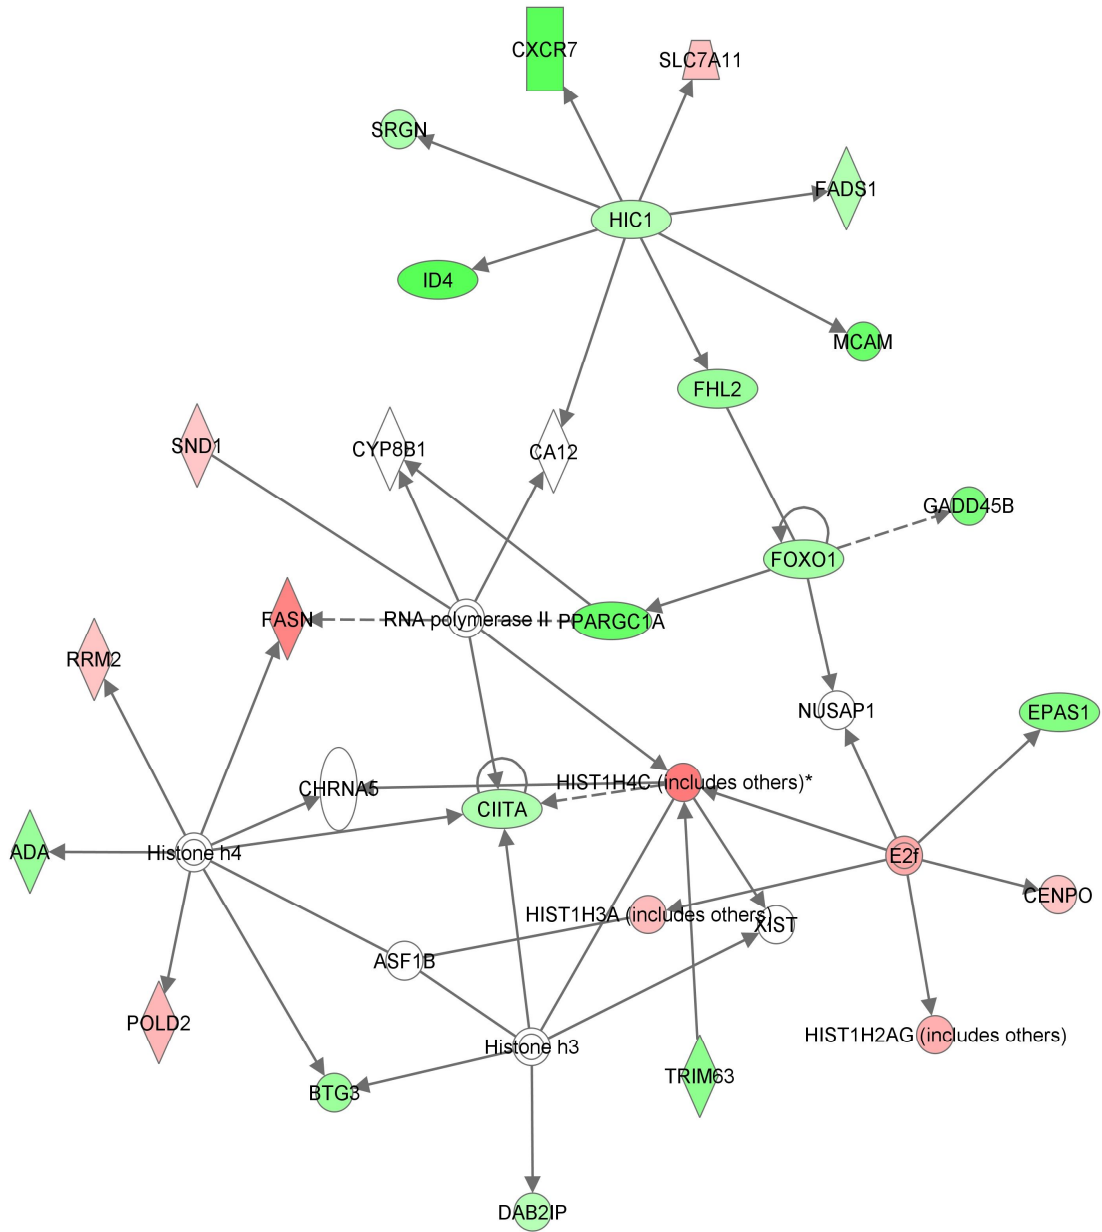 CXCR7
SLC7A11
SRGN
FADS1
HIC1
ID4
MCAM
FHL2
SND1
CYP8B1
CA12
GADD45B
FOXO1
FASN
RNA polymerase II
PPARGC1A
RRM2
NUSAP1
EPAS1
CHRNA5
HIST1H4C (includes others)*
CIITA
ADA
Histone h4
E2f
CENPO
HIST1H3A (includes others)
XIST
ASF1B
POLD2
HIST1H2AG (includes others)
Histone h3
TRIM63
BTG3
DAB2IP